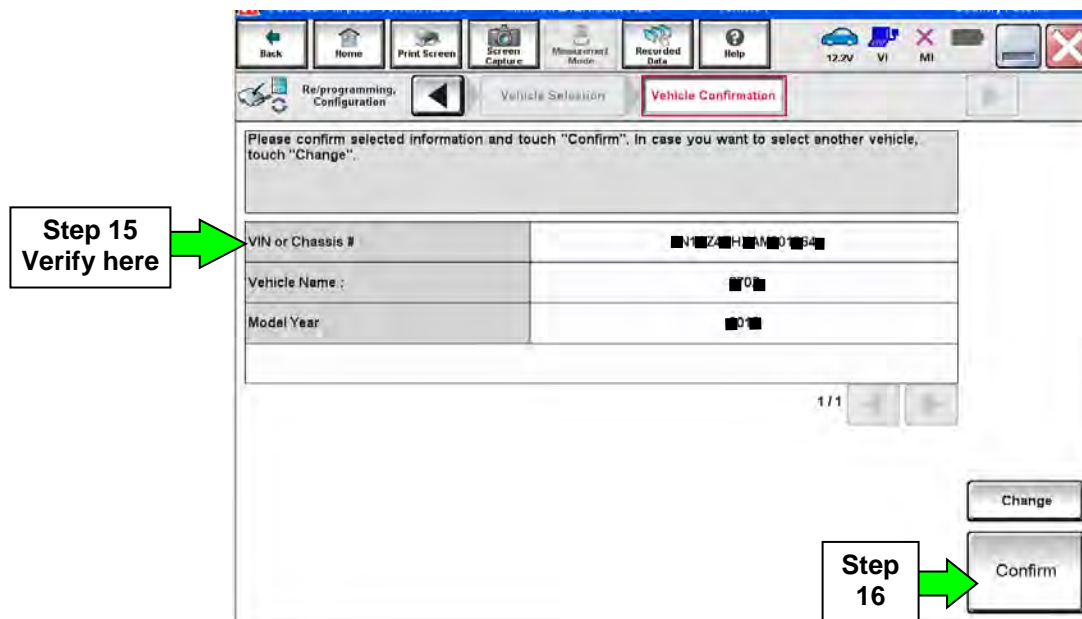 Back
Home
Print Screen
Screen
Capture
Measurement
Mode
Recorded
Data
Help
12.2V
VI
MI
Re/programming,
Configuration
Vehicle Selection
Vehicle Confirmation
Please confirm selected information and touch "Confirm". In case you want to select another vehicle,
touch "Change".
Step 15
Verify here
VIN or Chassis #
Vehicle Name :
Model Year
1/1
Change
Step
16
Confirm